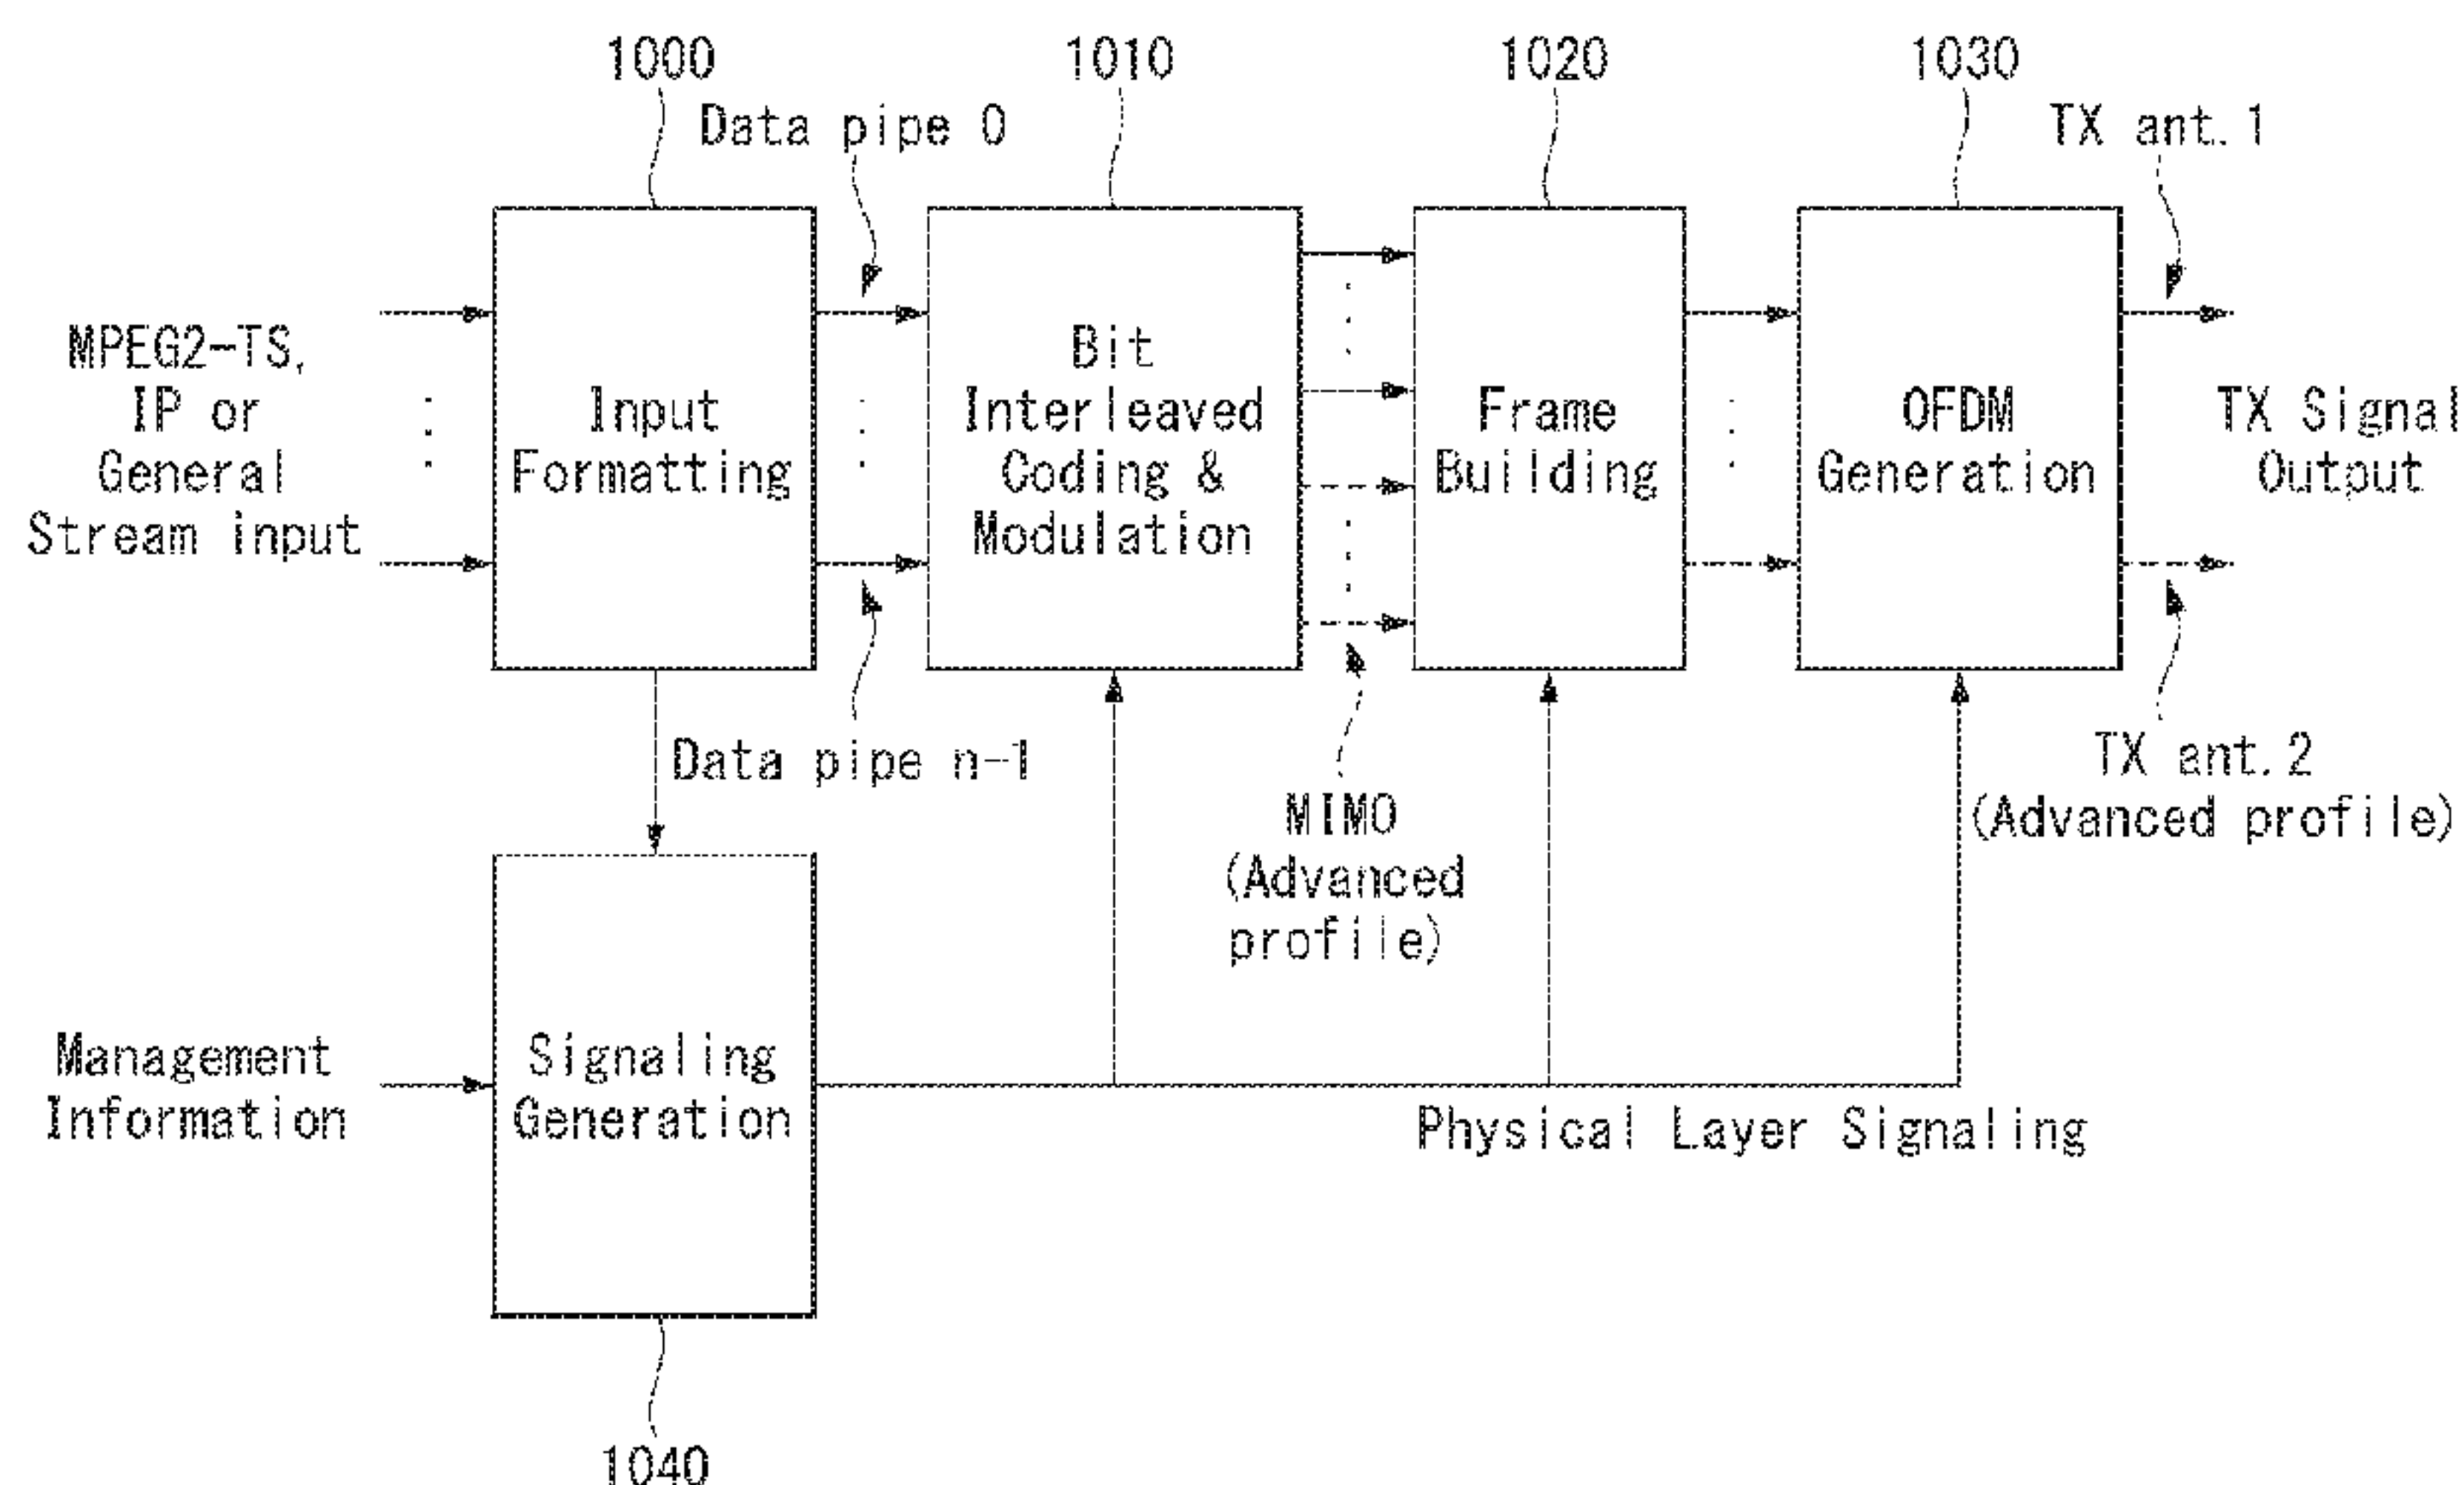 1000
1010
1020
1030
Data pipe 0
TX ant.1
MPEG2-TS,
IP or
General
Stream input
Input
Formatting
Bit
Interleaved
Coding &
Modulation
Frame
Building
OFDM
Generation
TX Signal
Output
Data pipe n-1
MIMO
(Advanced
profile)
TX ant.2
(Advanced profile)
Management
Information
Signaling
Generation
Physical Layer Signaling
1040